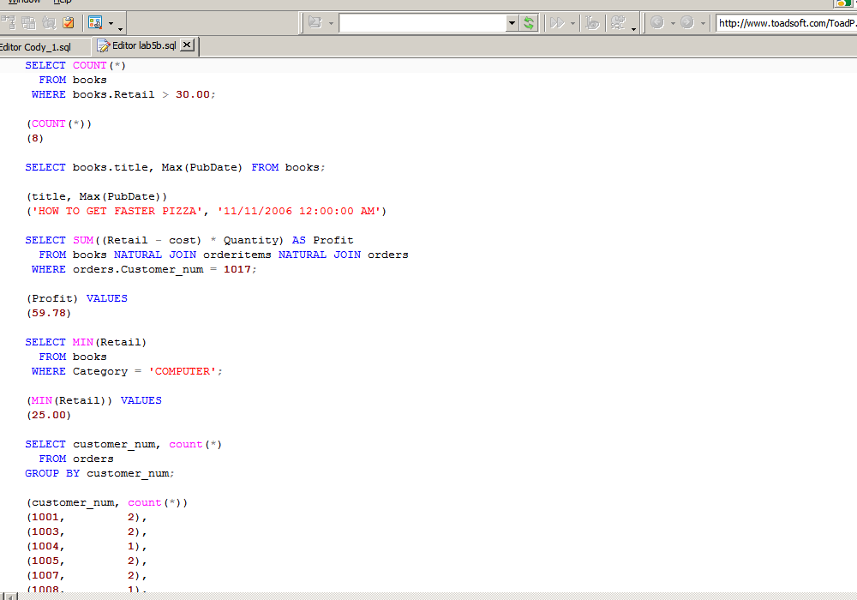 Window Help
http://www.toadsoft.com/ToadP
Editor Cody_1.sql Editor lab5b.sql
SELECT COUNT(*)
FROM books
WHERE books.Retail > 30.00;
(COUNT(*))
(8)
SELECT books.title, Max(PubDate) FROM books;
(title, Max(PubDate))
('HOW TO GET FASTER PIZZA', '11/11/2006 12:00:00 AM')
SELECT SUM((Retail - cost) * Quantity) AS Profit
FROM books NATURAL JOIN orderitems NATURAL JOIN orders
WHERE orders.Customer_num = 1017;
(Profit) VALUES
(59.78)
SELECT MIN(Retail)
FROM books
WHERE Category = 'COMPUTER';
(MIN(Retail)) VALUES
(25.00)
SELECT customer_num, count(*)
FROM orders
GROUP BY customer_num;
(customer_num, count(*))
(1001, 2),
(1003, 2),
(1004, 1),
(1005, 2),
(1007, 2),
(1008, 1),